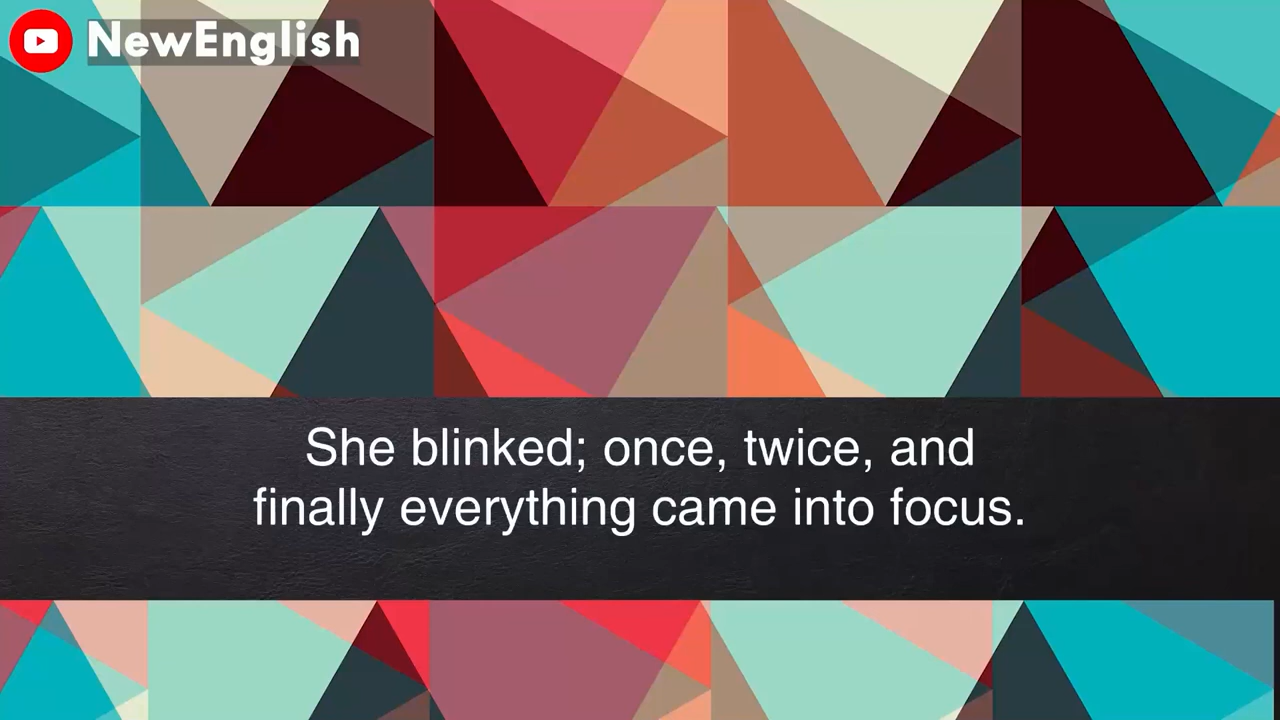 NewEnglish
She blinked; once, twice, and
finally everything came into focus.